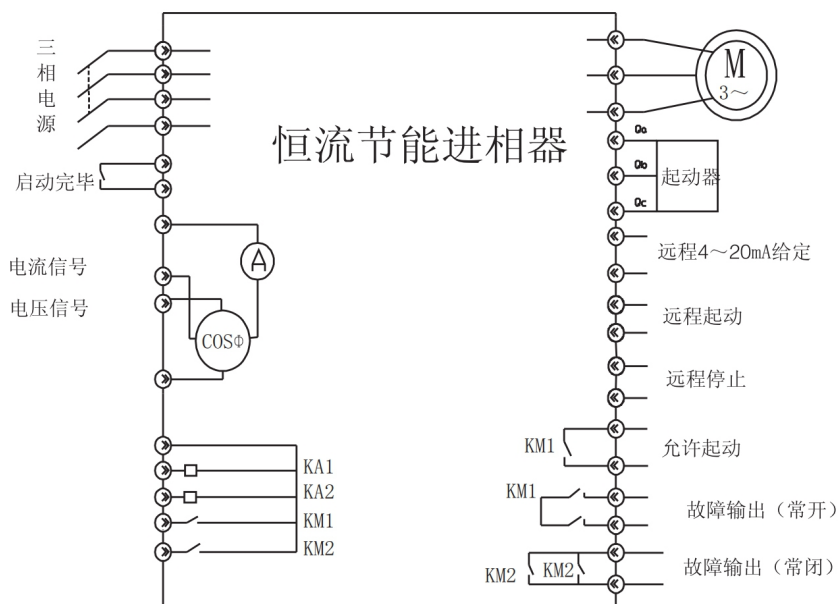 三
相
电
源
恒流节能进相器
M
3～
Qa
Qb
Qc
起动器
启动完毕
A
远程4～20mA给定
电流信号
电压信号
COSΦ
远程起动
远程停止
KM1
允许起动
KA1
KA2
KM1
KM2
KM1
故障输出（常开）
KM2
KM2
故障输出（常闭）